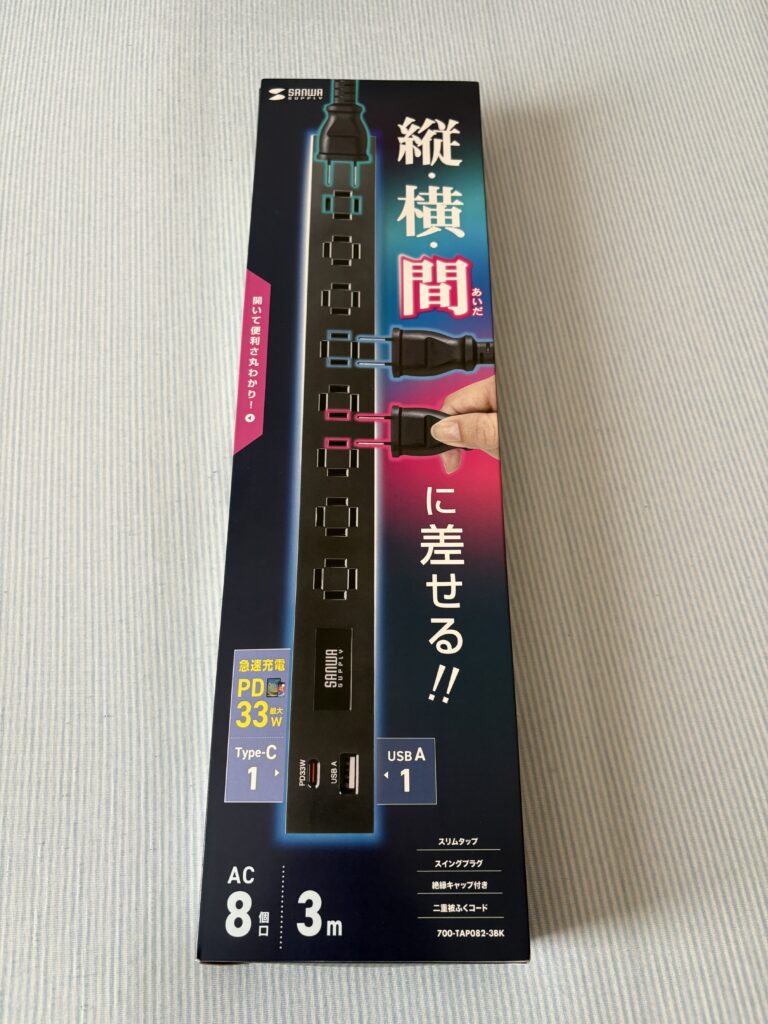 SANWA
SUPPLY
縦・横・間
あいだ
に差せる!!
開いて便利さ丸わかり!
SANWA
SUPPLY
急速充電
PD
最大
33W
Type-C
1
PD33W
USB A
USB A
1
AC
8個口
3m
スリムタップ
スイングプラグ
絶縁キャップ付き
二重被ふくコード
700-TAP082-3BK